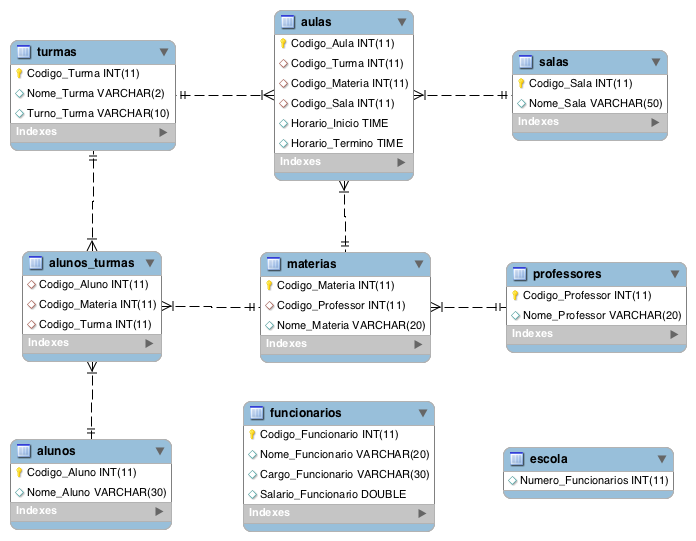 turmas
Codigo_Turma INT(11)
Nome_Turma VARCHAR(2)
Turno_Turma VARCHAR(10)
Indexes
aulas
Codigo_Aula INT(11)
Codigo_Turma INT(11)
Codigo_Materia INT(11)
Codigo_Sala INT(11)
Horario_Inicio TIME
Horario_Termino TIME
Indexes
salas
Codigo_Sala INT(11)
Nome_Sala VARCHAR(50)
Indexes
alunos_turmas
Codigo_Aluno INT(11)
Codigo_Materia INT(11)
Codigo_Turma INT(11)
Indexes
materias
Codigo_Materia INT(11)
Codigo_Professor INT(11)
Nome_Materia VARCHAR(20)
Indexes
professores
Codigo_Professor INT(11)
Nome_Professor VARCHAR(20)
Indexes
alunos
Codigo_Aluno INT(11)
Nome_Aluno VARCHAR(30)
Indexes
funcionarios
Codigo_Funcionario INT(11)
Nome_Funcionario VARCHAR(20)
Cargo_Funcionario VARCHAR(30)
Salario_Funcionario DOUBLE
Indexes
escola
Numero_Funcionarios INT(11)